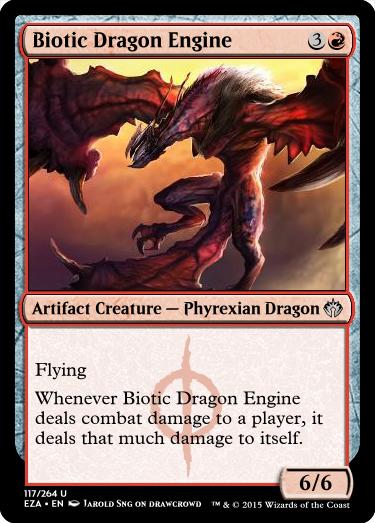 Biotic Dragon Engine 3
Artifact Creature — Phyrexian Dragon
Flying
Whenever Biotic Dragon Engine
deals combat damage to a player, it
deals that much damage to itself.
6/6
117/264 U
EZA • EN Jarold Sng on drawcrowd ™ & © 2015 Wizards of the Coast